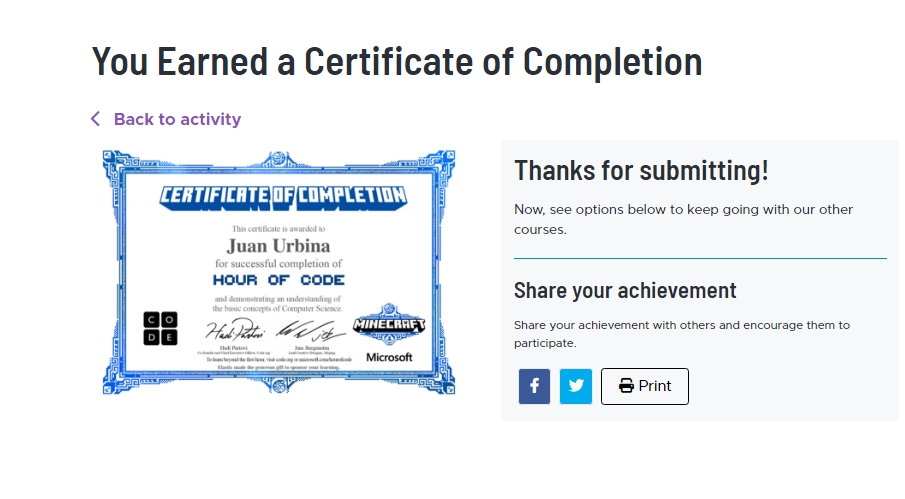 You Earned a Certificate of Completion
Back to activity
CERTIFICATE OF COMPLETION
This certificate is awarded to
Juan Urbina
for successful completion of
HOUR OF CODE
and demonstrating an understanding of
the basic concepts of Computer Science.
CO
DE
MINECRAFT
Hadi Partovi
Jens Bergensten
Co-Founder and Chief Executive Officer, Code.org
Lead Creative Designer, Mojang
Microsoft
To learn beyond the first hour, visit code.org or microsoft.com/hourofcode
Elastic made the generous gift to sponsor your learning.
Thanks for submitting!
Now, see options below to keep going with our other
courses.
Share your achievement
Share your achievement with others and encourage them to
participate.
Print